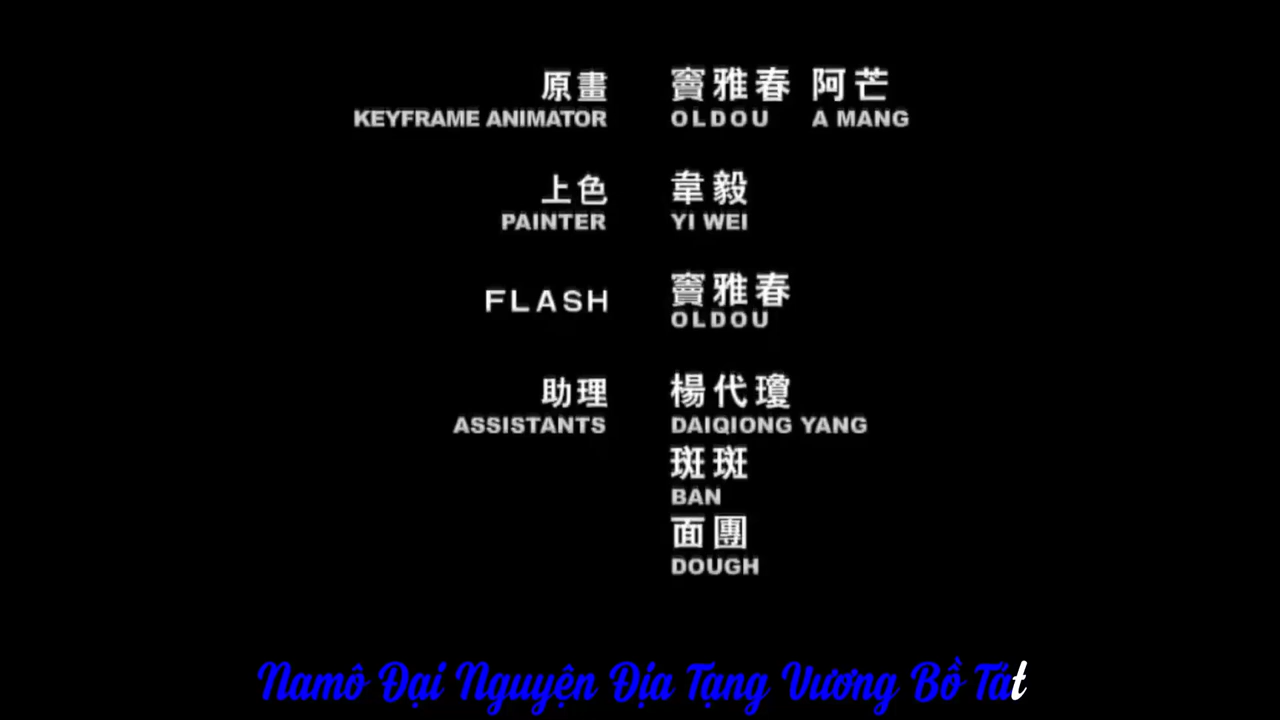 原畫 竇雅春 阿芒
KEYFRAME ANIMATOR OLDOU A MANG
上色 韋毅
PAINTER YI WEI
FLASH 竇雅春
OLDOU
助理 楊代瓊
ASSISTANTS DAIQIONG YANG
斑斑
BAN
面團
DOUGH
Namô Đại Nguyện Địa Tạng Vương Bồ Tát